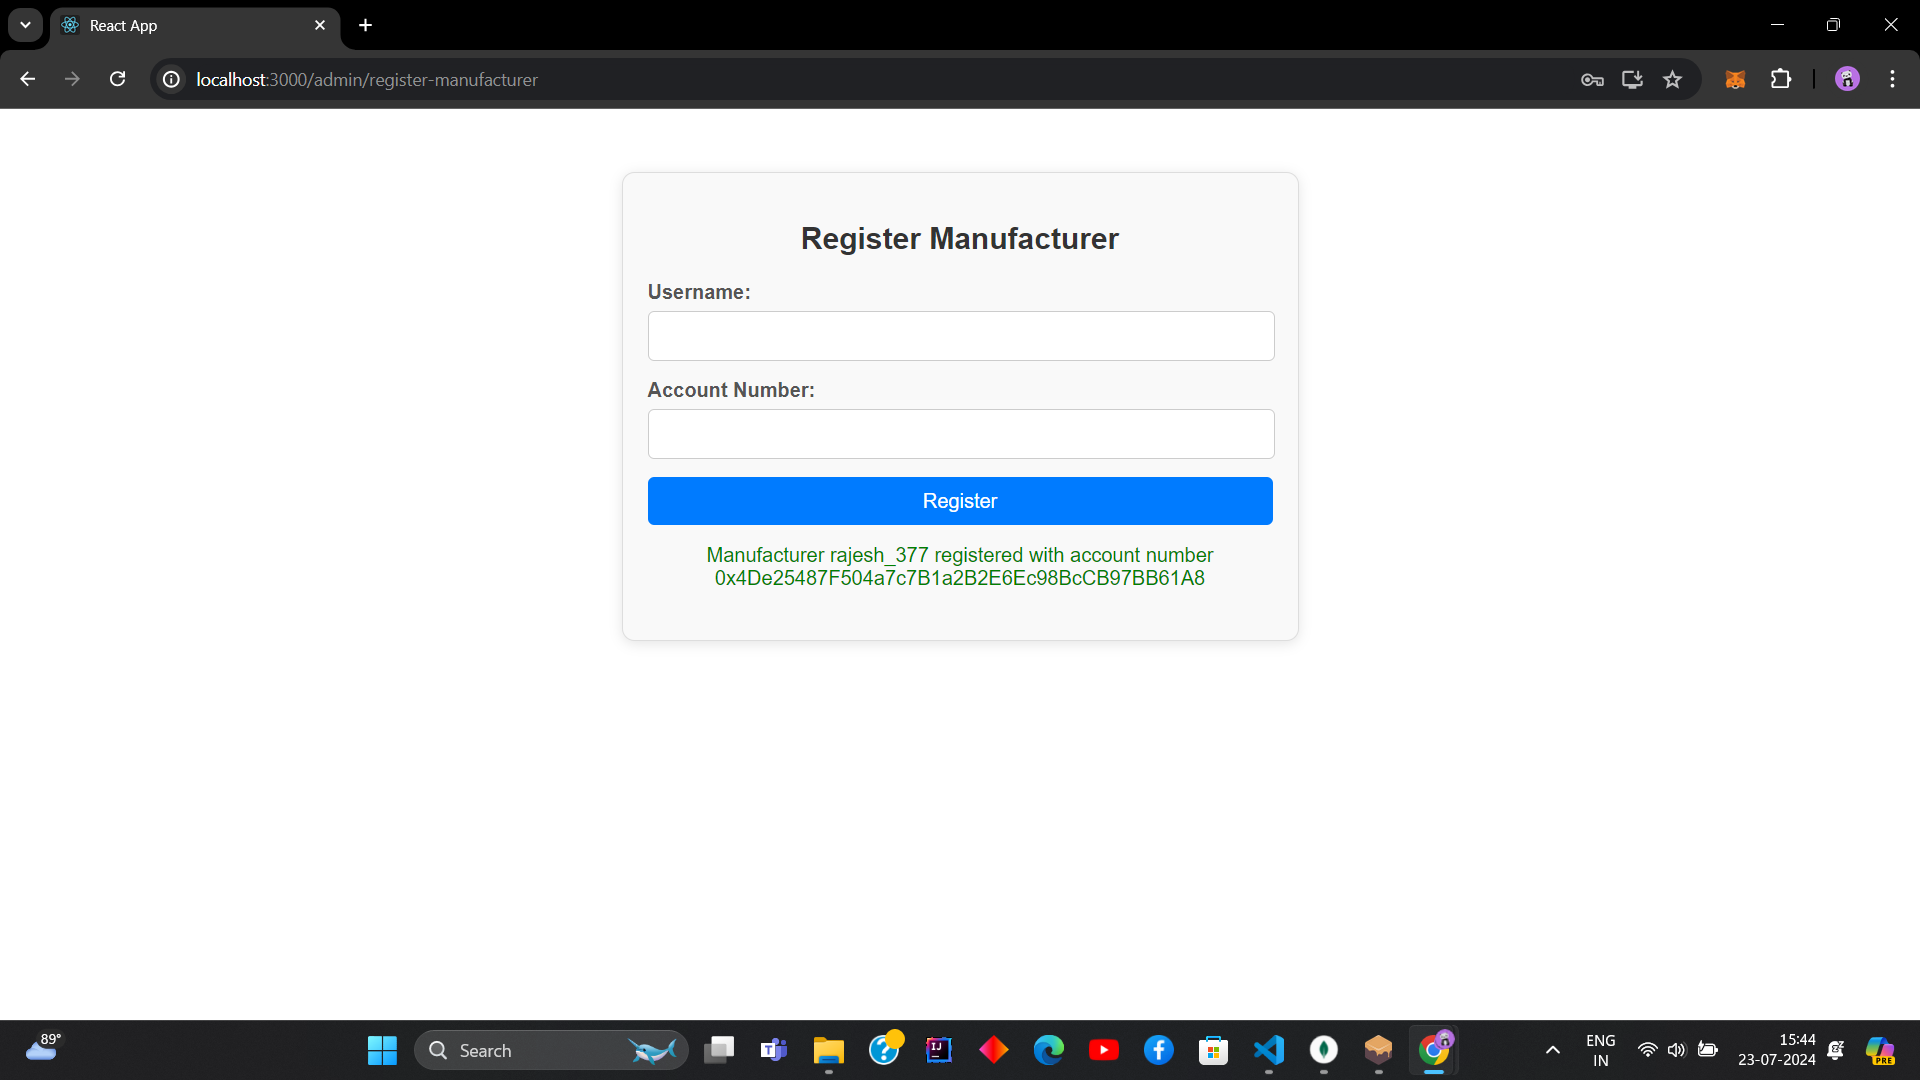 React App
localhost:3000/admin/register-manufacturer
Register Manufacturer
Username:
Account Number:
Register
Manufacturer rajesh_377 registered with account number
0x4De25487F504a7c7B1a2B2E6Ec98BcCB97BB61A8
89°
Search
ENG
IN
15:44
23-07-2024
PRE